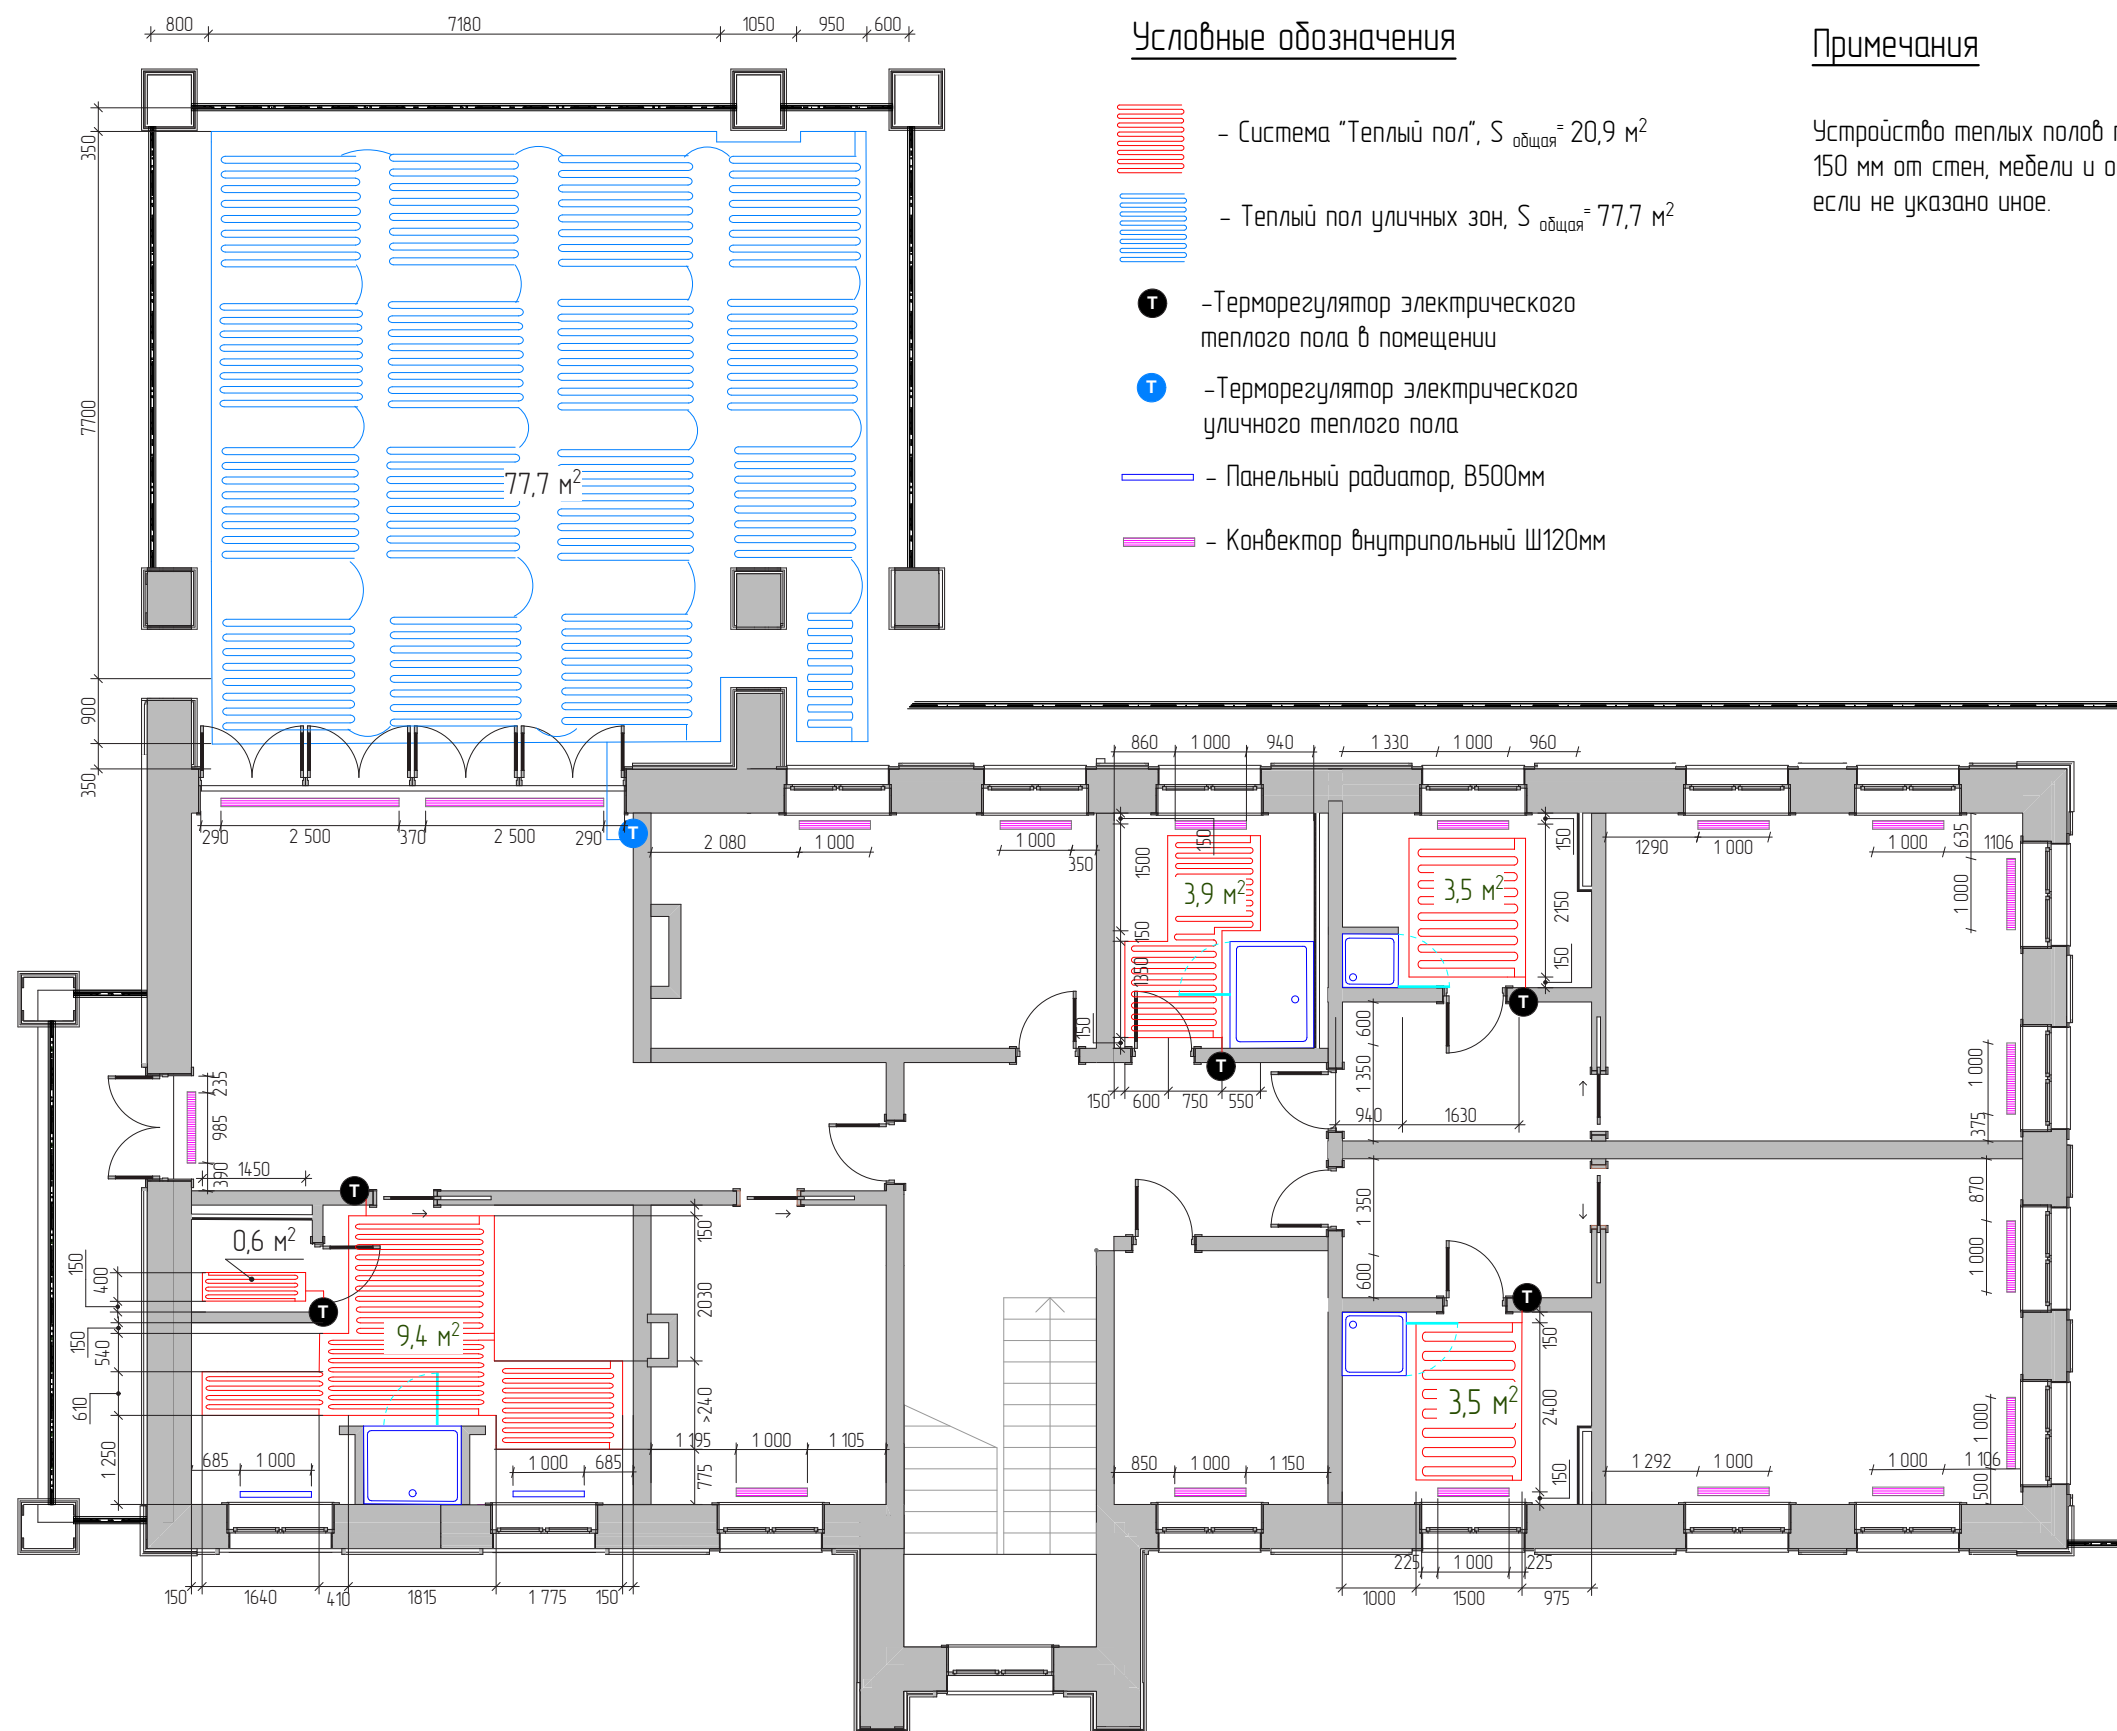 800 7180 1050 950 600
Условные обозначения
Примечания
- Система "Теплый пол", S общая = 20,9 м²
- Теплый пол уличных зон, S общая = 77,7 м²
Устройство теплых полов
150 мм от стен, мебели и
если не указано иное.
-Терморегулятор электрического
теплого пола в помещении
-Терморегулятор электрического
уличного теплого пола
- Панельный радиатор, В500мм
- Конвектор внутрипольный Ш120мм
T
T
350
7700
900
350
77,7 м²
860 1 000 940
1 330 1 000 960
290 2 500 370 2 500 290
T
2 080 1 000
1 000
350
150
1500
3,9 м²
150
1350
150
3,5 м²
150
2150
150
1290 1 000
1 000 1106
635
1 000
T
T
150 600 750 550
600
1 350
940 1630
1 000
375
235
985
390
1450
T
0,6 м²
150
400
T
150
540
610
1 250
9,4 м²
685 1 000
1 000 685
150
2030
>240
775
1 195 1 000 1 105
1 350
600
870
1 000
T
850 1 000 1 150
3,5 м²
150
2400
150
1 292 1 000
1 000 1 106
1 000
500
225 1 000 225
150 1640 410 1815 1 775 150
1000 1500 975